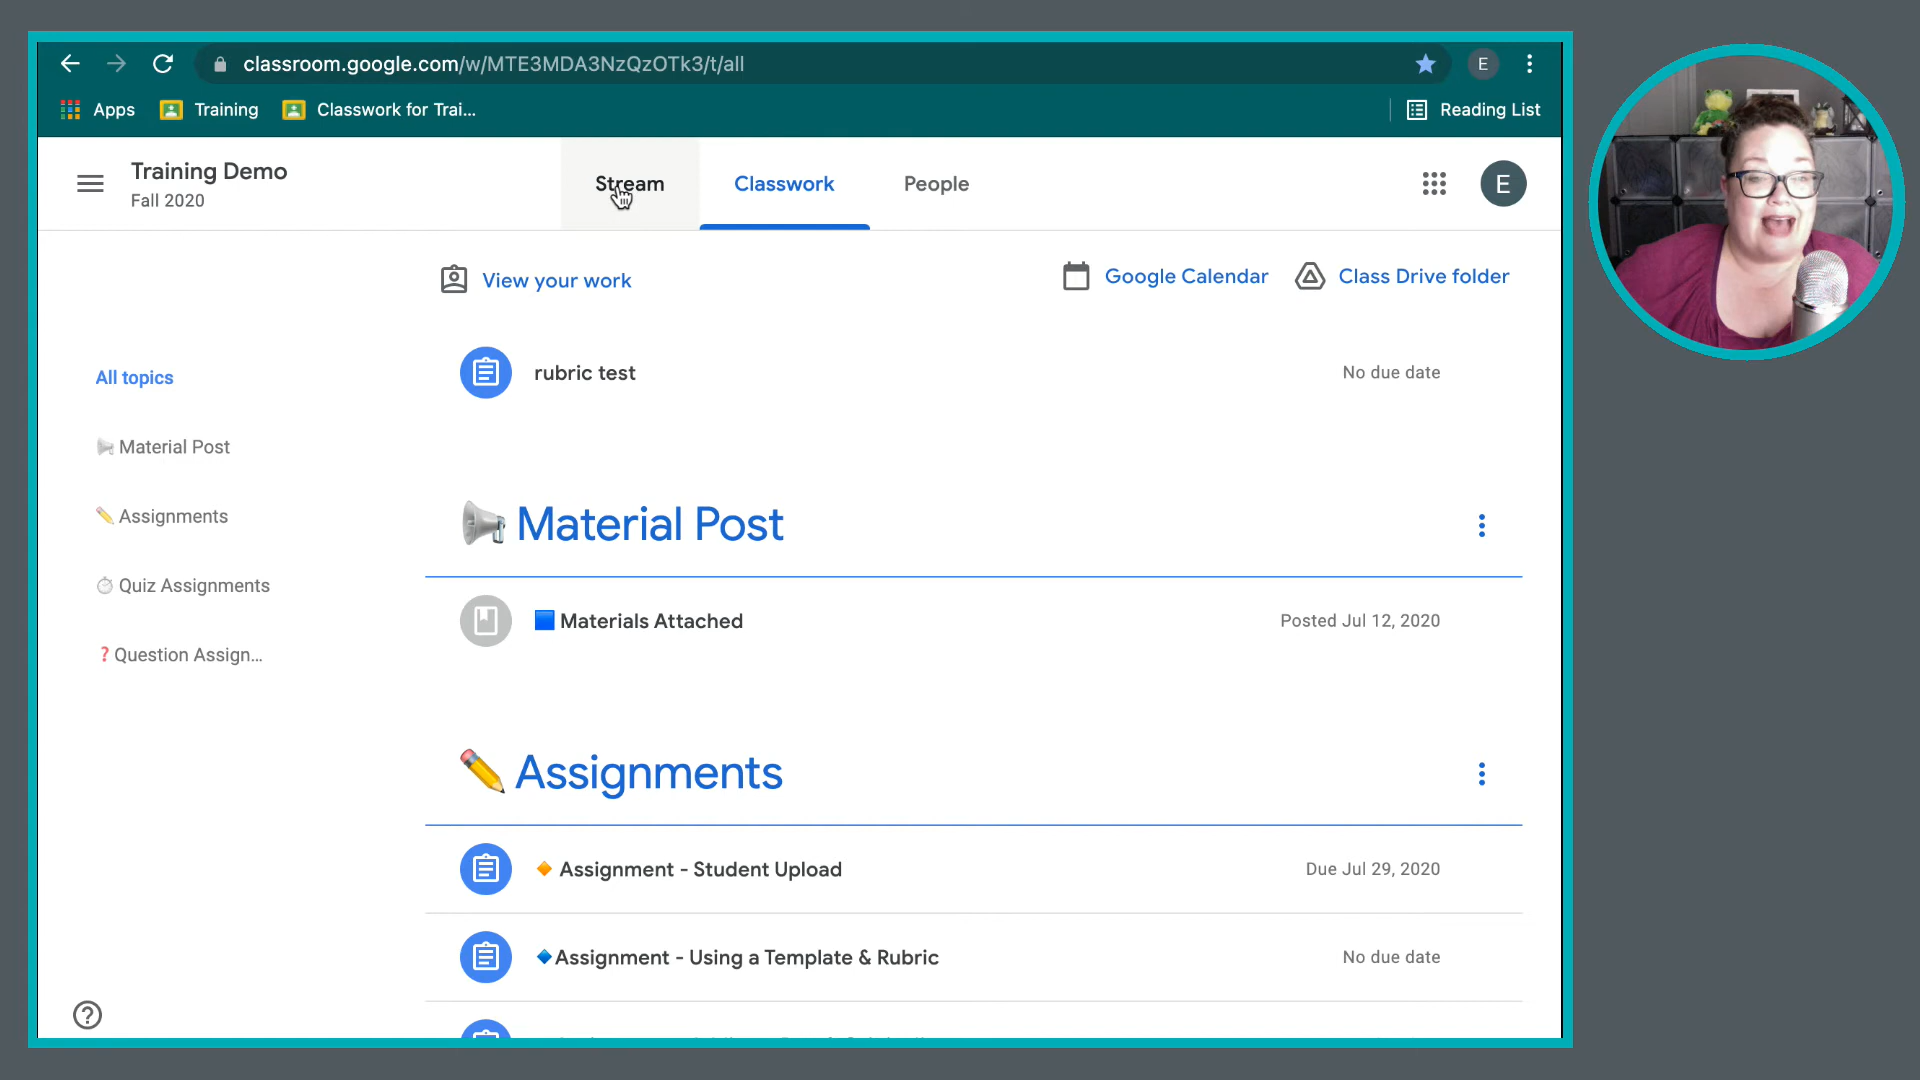 classroom.google.com/w/MTE3MDA3NzQzOTk3/t/all
E
Apps
Training
Classwork for Trai...
Reading List
Training Demo
Fall 2020
Stream
Classwork
People
E
View your work
Google Calendar
Class Drive folder
All topics
Material Post
Assignments
Quiz Assignments
Question Assign...
rubric test
No due date
Material Post
Materials Attached
Posted Jul 12, 2020
Assignments
Assignment - Student Upload
Due Jul 29, 2020
Assignment - Using a Template & Rubric
No due date